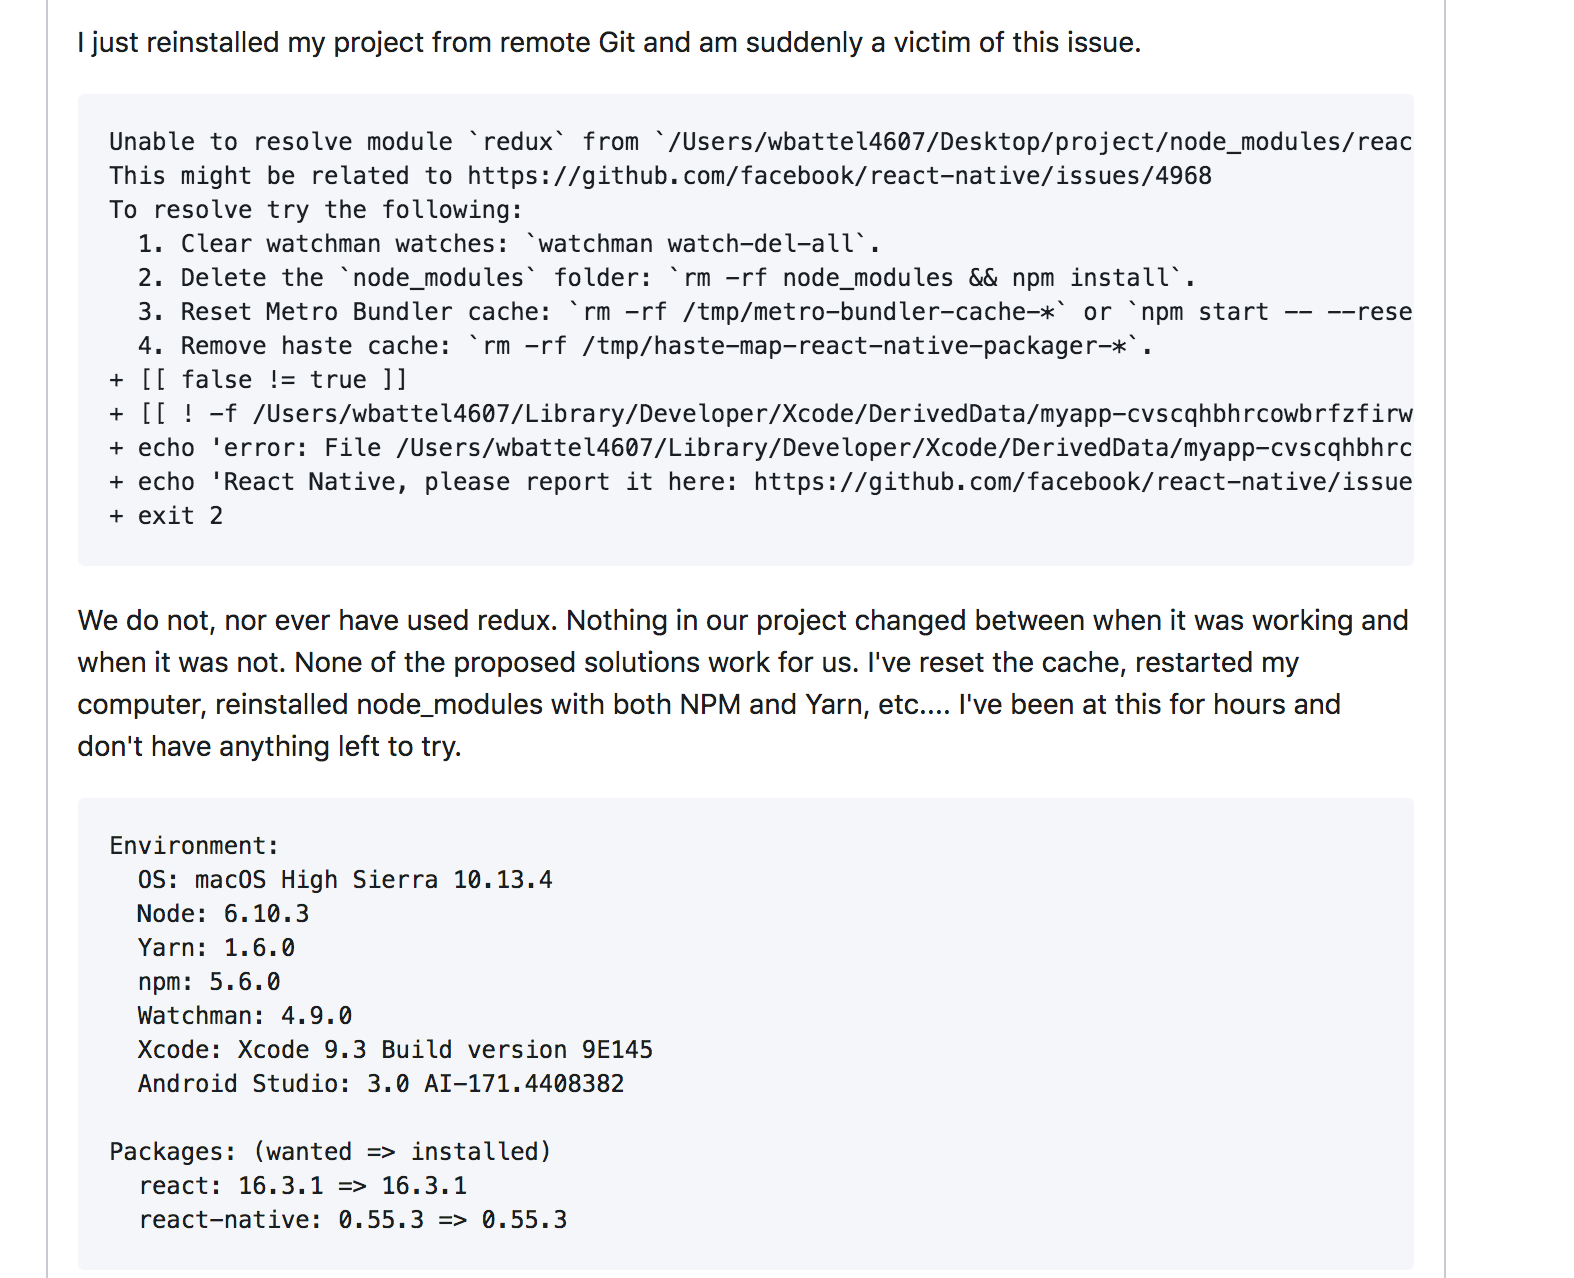 I just reinstalled my project from remote Git and am suddenly a victim of this issue.
Unable to resolve module `redux` from `/Users/wbattel4607/Desktop/project/node_modules/reac
This might be related to https://github.com/facebook/react-native/issues/4968
To resolve try the following:
  1. Clear watchman watches: `watchman watch-del-all`.
  2. Delete the `node_modules` folder: `rm -rf node_modules && npm install`.
  3. Reset Metro Bundler cache: `rm -rf /tmp/metro-bundler-cache-*` or `npm start -- --rese
  4. Remove haste cache: `rm -rf /tmp/haste-map-react-native-packager-*`.
+ [[ false != true ]]
+ [[ ! -f /Users/wbattel4607/Library/Developer/Xcode/DerivedData/myapp-cvscqhbhrcowbrfzfirw
+ echo 'error: File /Users/wbattel4607/Library/Developer/Xcode/DerivedData/myapp-cvscqhbhrc
+ echo 'React Native, please report it here: https://github.com/facebook/react-native/issue
+ exit 2
We do not, nor ever have used redux. Nothing in our project changed between when it was working and
when it was not. None of the proposed solutions work for us. I've reset the cache, restarted my
computer, reinstalled node_modules with both NPM and Yarn, etc.... I've been at this for hours and
don't have anything left to try.
Environment:
  OS: macOS High Sierra 10.13.4
  Node: 6.10.3
  Yarn: 1.6.0
  npm: 5.6.0
  Watchman: 4.9.0
  Xcode: Xcode 9.3 Build version 9E145
  Android Studio: 3.0 AI-171.4408382
Packages: (wanted => installed)
  react: 16.3.1 => 16.3.1
  react-native: 0.55.3 => 0.55.3